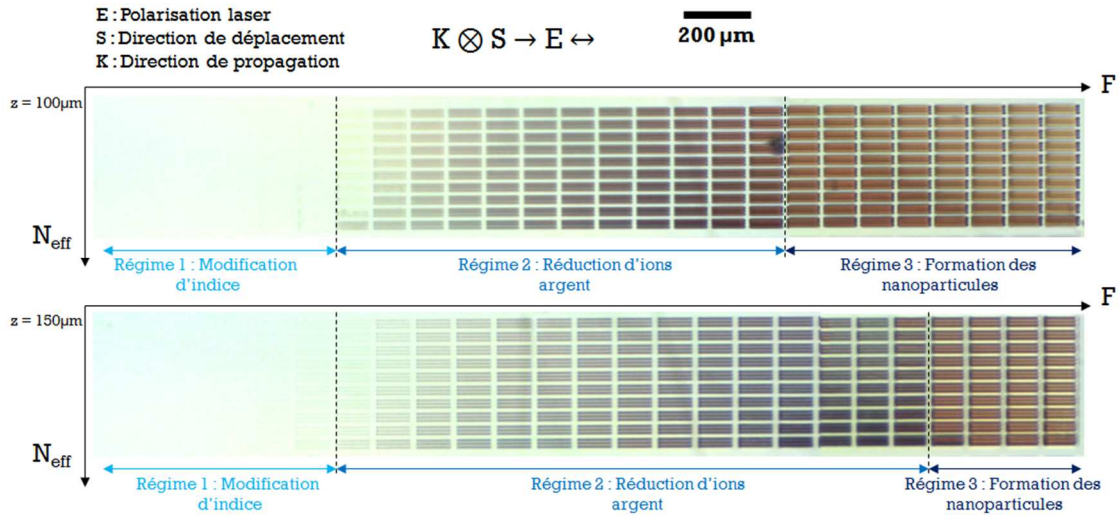 E : Polarisation laser
S : Direction de déplacement
K : Direction de propagation
K ⊗ S → E ↔
200 µm
F
z = 100µm
N_eff
Régime 1 : Modification
d'indice
Régime 2 : Réduction d'ions
argent
Régime 3 : Formation des
nanoparticules
F
z = 150µm
N_eff
Régime 1 : Modification
d'indice
Régime 2 : Réduction d'ions
argent
Régime 3 : Formation des
nanoparticules